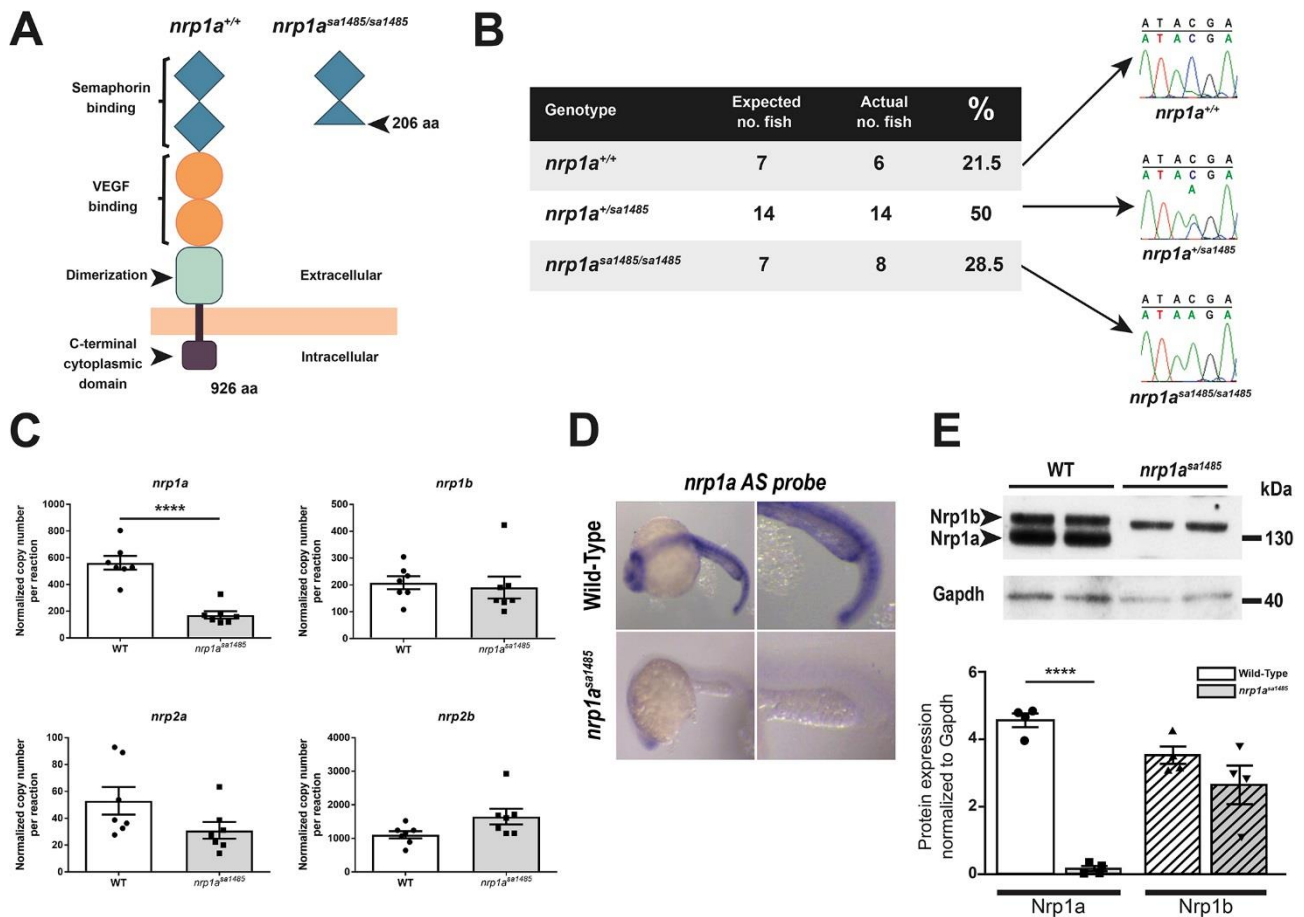 A
nrp1a+/+
nrp1asa1485/sa1485
Semaphorin
binding
206 aa
VEGF
binding
Dimerization
Extracellular
C-terminal
cytoplasmic
domain
Intracellular
926 aa
B
Genotype Expected no. fish Actual no. fish %
nrp1a+/+ 7 6 21.5
nrp1a+/sa1485 14 14 50
nrp1asa1485/sa1485 7 8 28.5
A T A C G A
A T A C G A
nrp1a+/+
A T A C G A
A T A C G A
A
nrp1a+/sa1485
A T A C G A
A T A A G A
nrp1asa1485/sa1485
C
nrp1a
Normalized copy number
per reaction
1000
800
600
400
200
0
****
WT nrp1asa1485
nrp1b
Normalized copy number
per reaction
500
400
300
200
100
0
WT nrp1asa1485
nrp2a
Normalized copy number
per reaction
100
80
60
40
20
0
WT nrp1asa1485
nrp2b
Normalized copy number
per reaction
4000
3000
2000
1000
0
WT nrp1asa1485
D
nrp1a AS probe
Wild-Type
nrp1asa1485
E
WT nrp1asa1485 kDa
Nrp1b
Nrp1a
130
Gapdh
40
Protein expression
normalized to Gapdh
6
4
2
0
****
Wild-Type
nrp1asa1485
Nrp1a Nrp1b